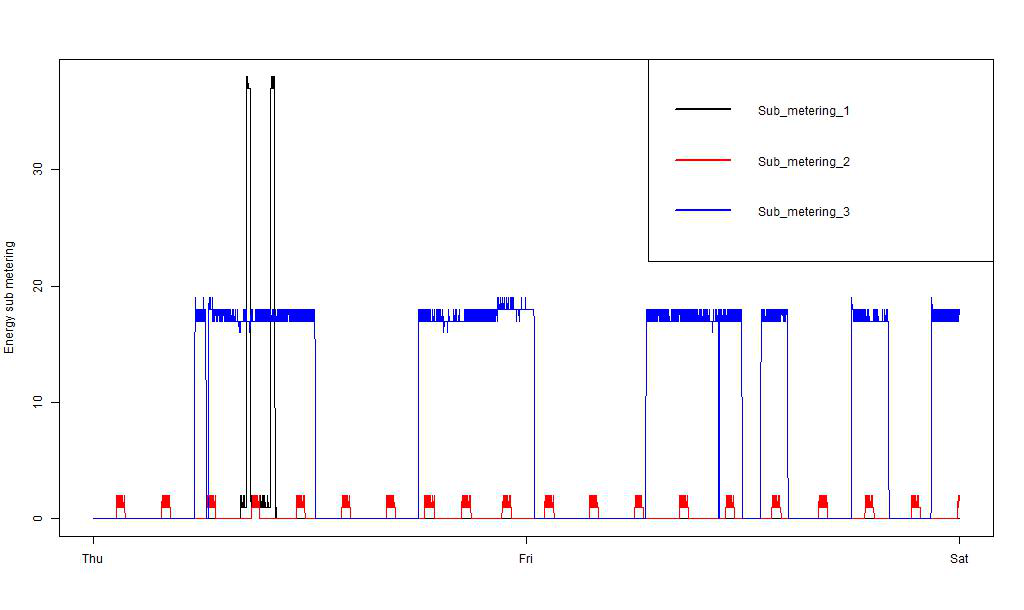 Sub_metering_1
Sub_metering_2
Sub_metering_3
Energy sub metering
30
20
10
0
Thu
Fri
Sat